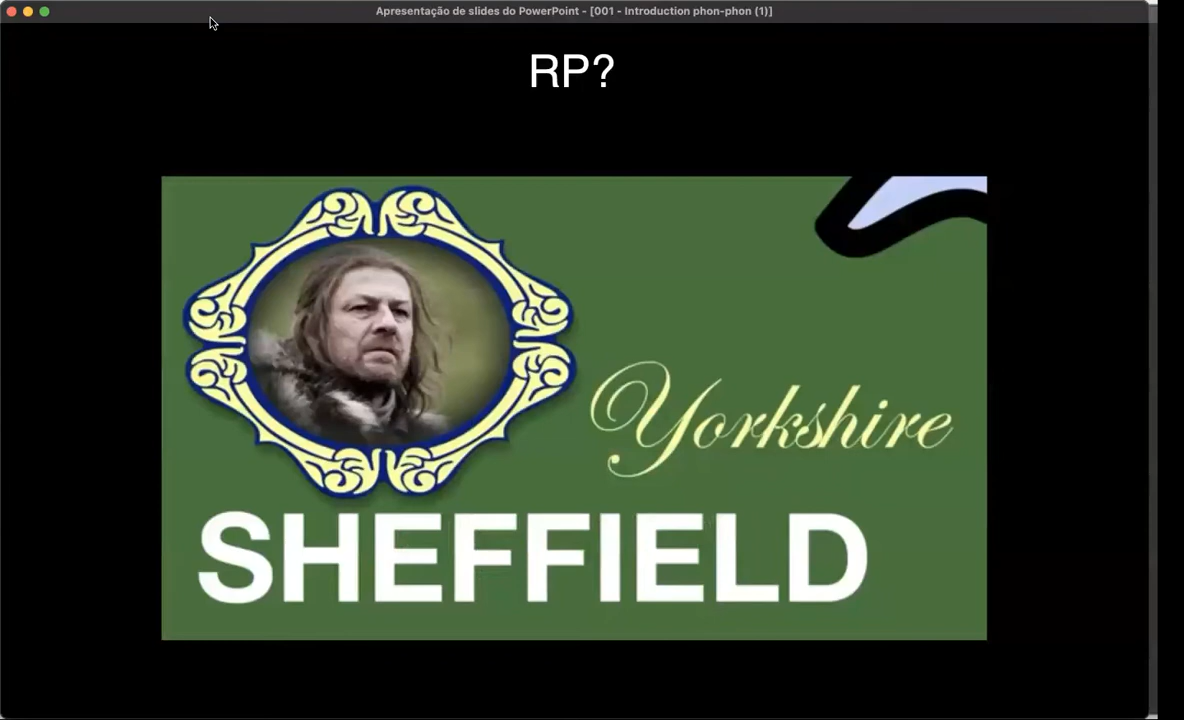 Apresentação de slides do PowerPoint - [001 - Introduction phon-phon (1)]
RP?
Yorkshire
SHEFFIELD